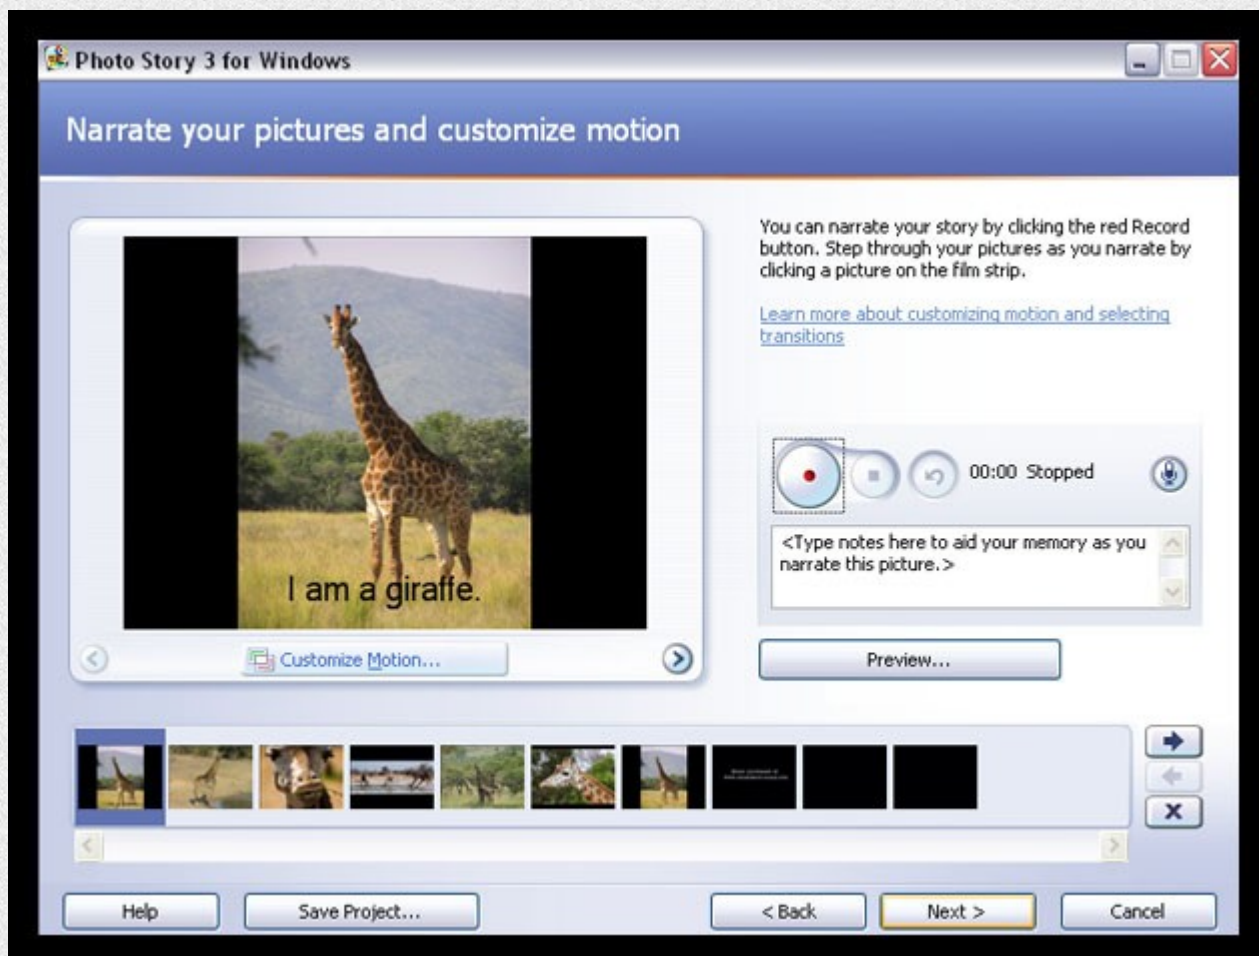 Photo Story 3 for Windows
Narrate your pictures and customize motion
You can narrate your story by clicking the red Record
button. Step through your pictures as you narrate by
clicking a picture on the film strip.
Learn more about customizing motion and selecting
transitions
00:00 Stopped
<Type notes here to aid your memory as you
narrate this picture.>
I am a giraffe.
Customize Motion...
Preview...
Help
Save Project...
< Back
Next >
Cancel